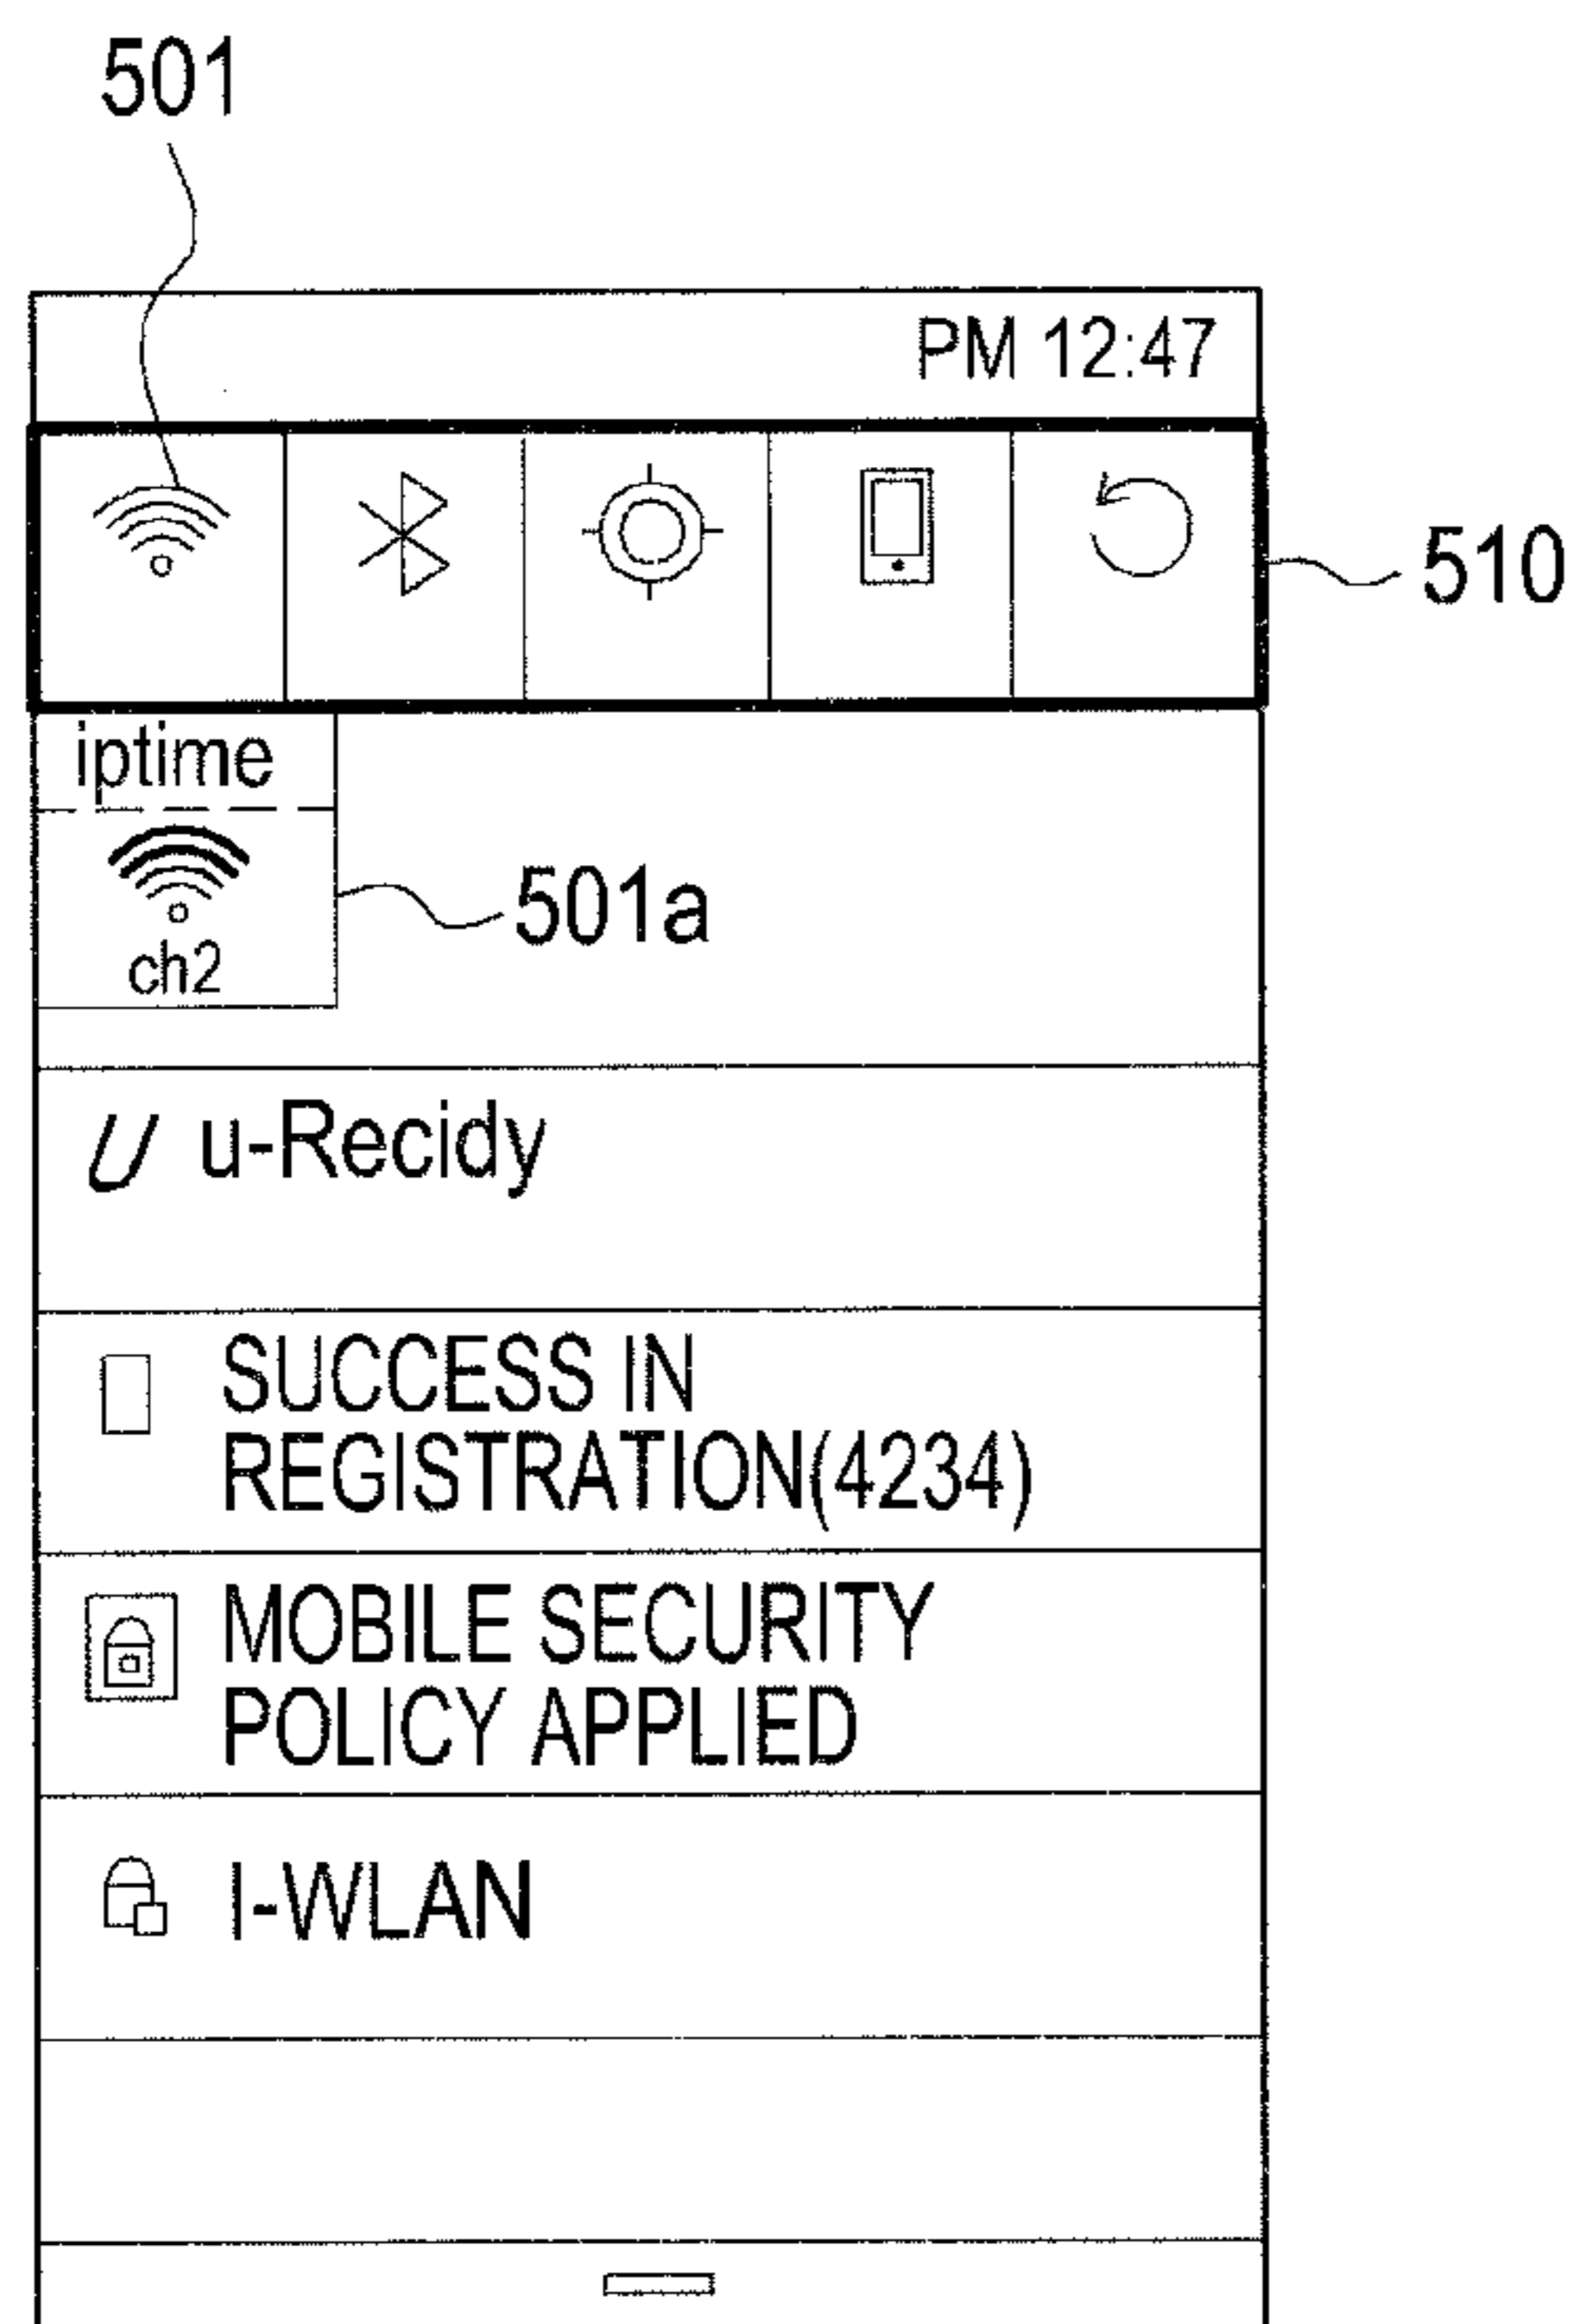 501
PM 12:47
510
iptime
501a
ch2
U u-Recidy
SUCCESS IN
REGISTRATION(4234)
MOBILE SECURITY
POLICY APPLIED
I-WLAN